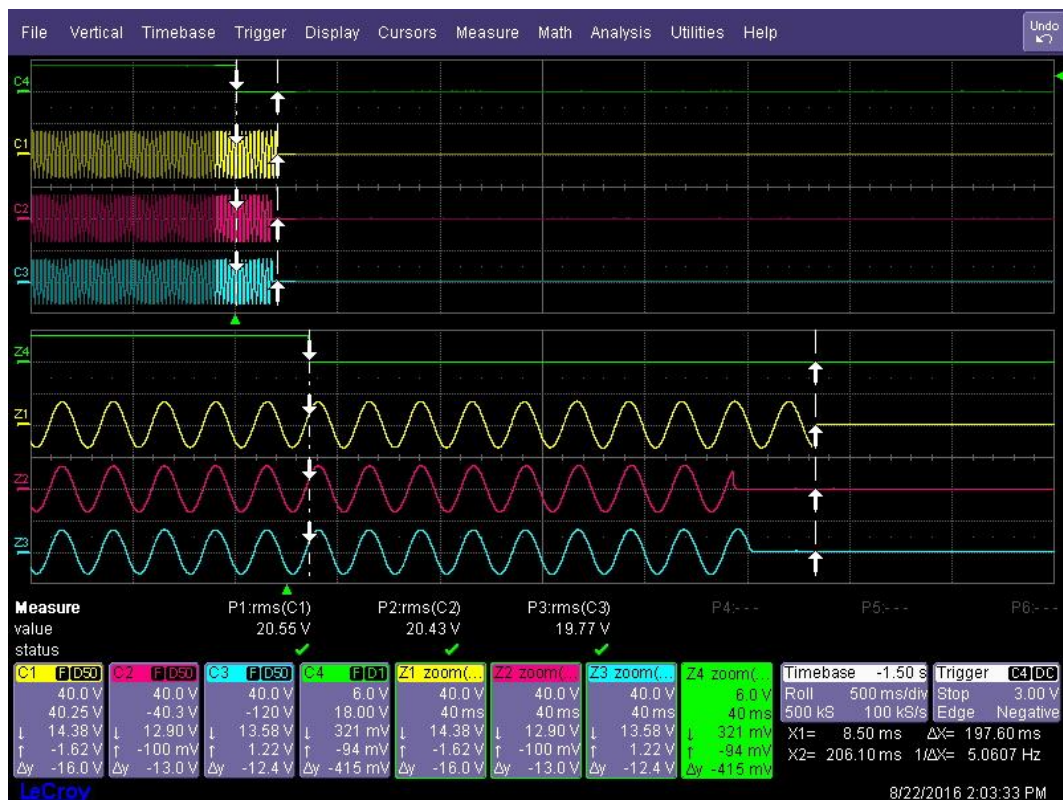 File Vertical Timebase Trigger Display Cursors Measure Math Analysis Utilities Help Undo
C4
C1
C2
C3
Z4
Z1
Z2
Z3
Measure P1:rms(C1) P2:rms(C2) P3:rms(C3) P4:--- P5:--- P6:---
value 20.55 V 20.43 V 19.77 V
status
C1 F D50
40.0 V
40.25 V
↓ 14.38 V
↑ -1.62 V
Δy -16.0 V
C2 F D50
40.0 V
-40.3 V
↓ 12.90 V
↑ -100 mV
Δy -13.0 V
C3 F D50
40.0 V
-120 V
↓ 13.58 V
↑ 1.22 V
Δy -12.4 V
C4 F D1
6.0 V
18.00 V
↓ 321 mV
↑ -94 mV
Δy -415 mV
Z1 zoom(...
40.0 V
40 ms
↓ 14.38 V
↑ -1.62 V
Δy -16.0 V
Z2 zoom(...
40.0 V
40 ms
↓ 12.90 V
↑ -100 mV
Δy -13.0 V
Z3 zoom(...
40.0 V
40 ms
↓ 13.58 V
↑ 1.22 V
Δy -12.4 V
Z4 zoom(...
6.0 V
40 ms
↓ 321 mV
↑ -94 mV
Δy -415 mV
Timebase -1.50 s
Roll 500 ms/div
500 kS 100 kS/s
Trigger C4 DC
Stop 3.00 V
Edge Negative
X1= 8.50 ms ΔX= 197.60 ms
X2= 206.10 ms 1/ΔX= 5.0607 Hz
LeCroy
8/22/2016 2:03:33 PM